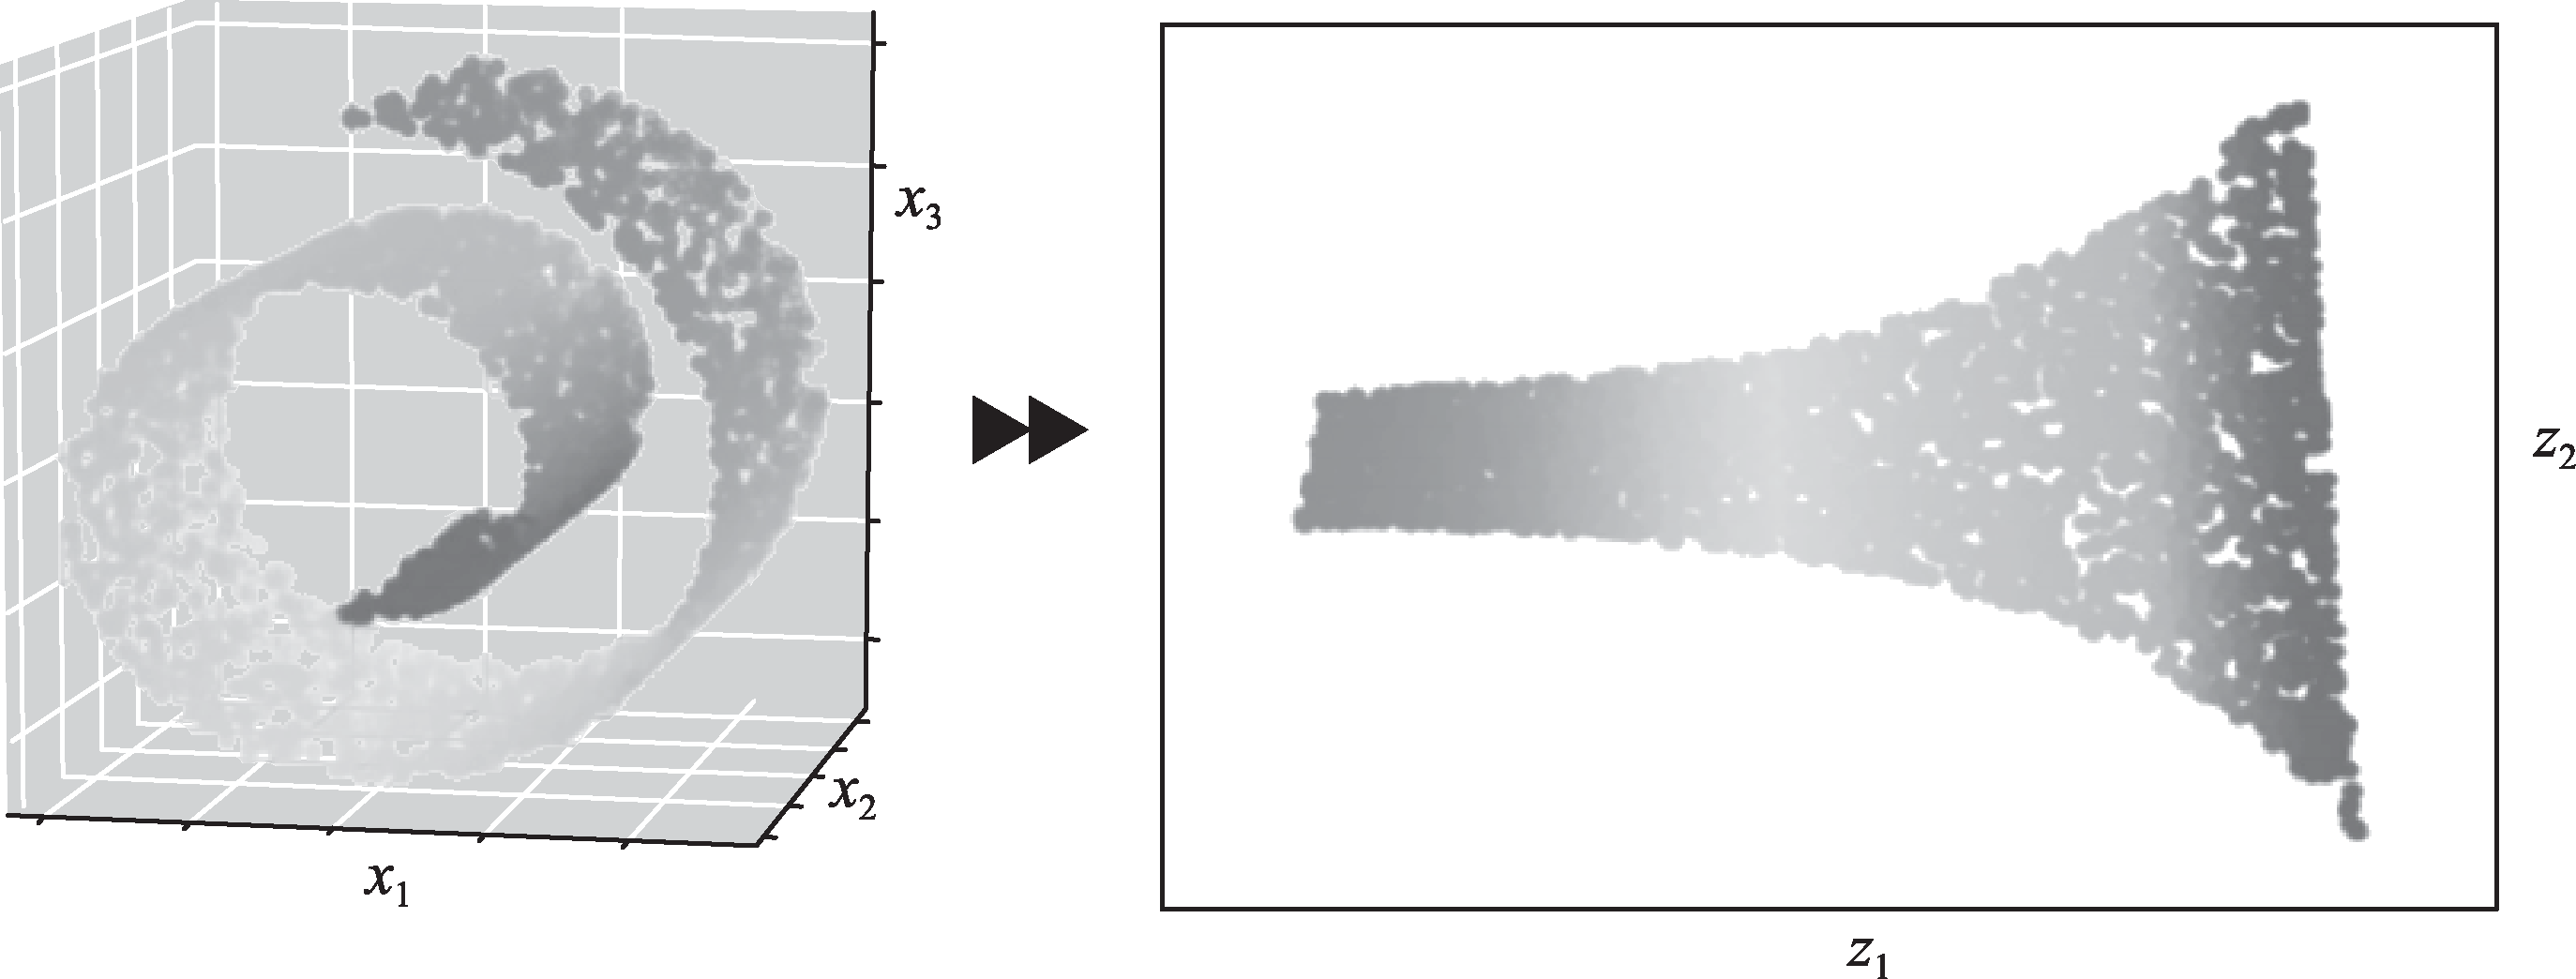 x₃
x₂
x₁
z₂
z₁